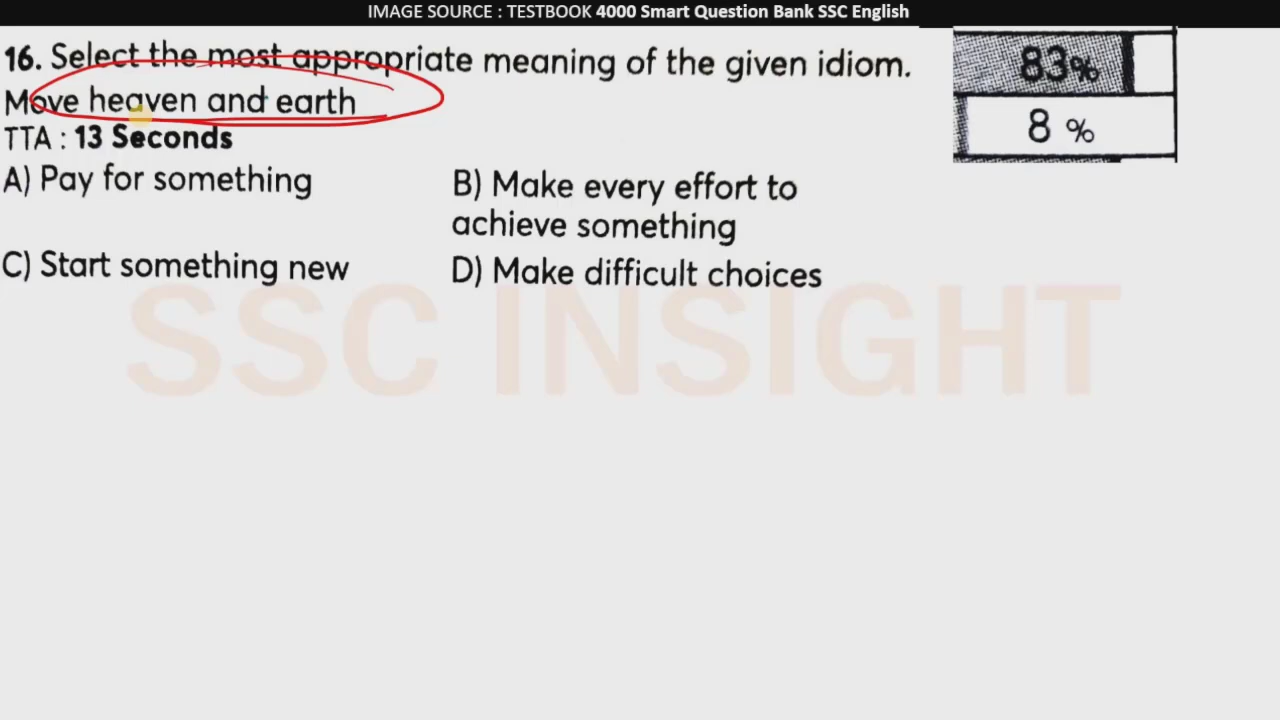 IMAGE SOURCE : TESTBOOK 4000 Smart Question Bank SSC English
16. Select the most appropriate meaning of the given idiom.
Move heaven and earth
TTA : 13 Seconds
A) Pay for something
B) Make every effort to
achieve something
C) Start something new
D) Make difficult choices
83%
8 %
SSC INSIGHT